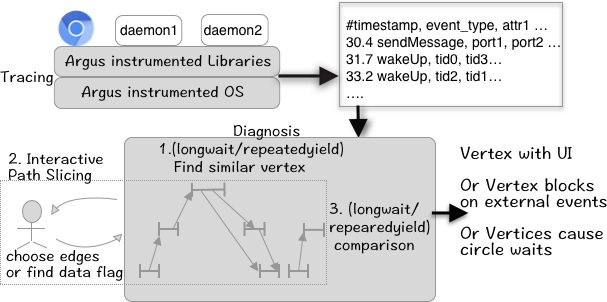 daemon1
daemon2
Argus instrumented Libraries
Tracing
Argus instrumented OS
#timestamp, event_type, attr1 ...
30.4 sendMessage, port1, port2 ...
31.7 wakeUp, tid0, tid3...
33.2 wakeUp, tid2, tid1...
....
Diagnosis
1.(longwait/repeatedyield)
Find similar vertex
2. Interactive
Path Slicing
choose edges
or find data flag
3. (longwait/
repearedyield)
comparison
Vertex with UI
Or Vertex blocks
on external events
Or Vertices cause
circle waits